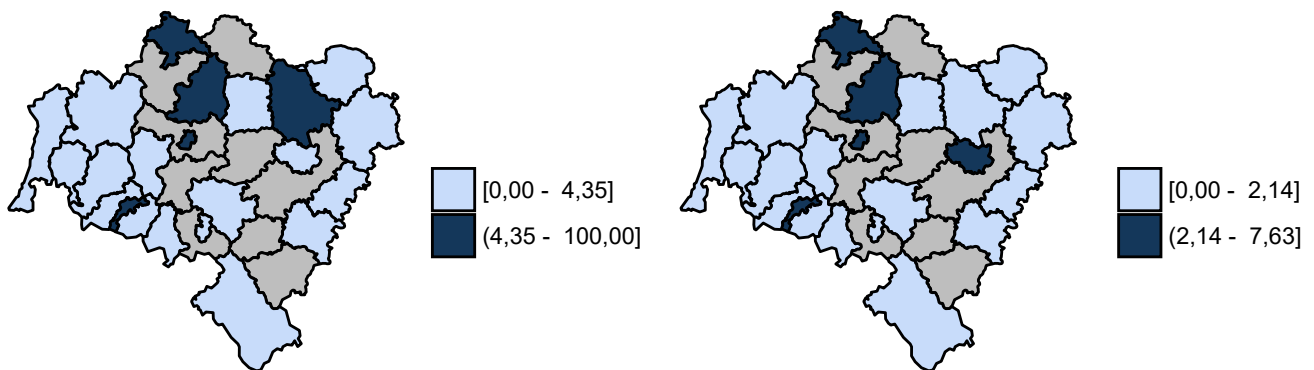 [0,00 - 4,35]
(4,35 - 100,00]
[0,00 - 2,14]
(2,14 - 7,63]